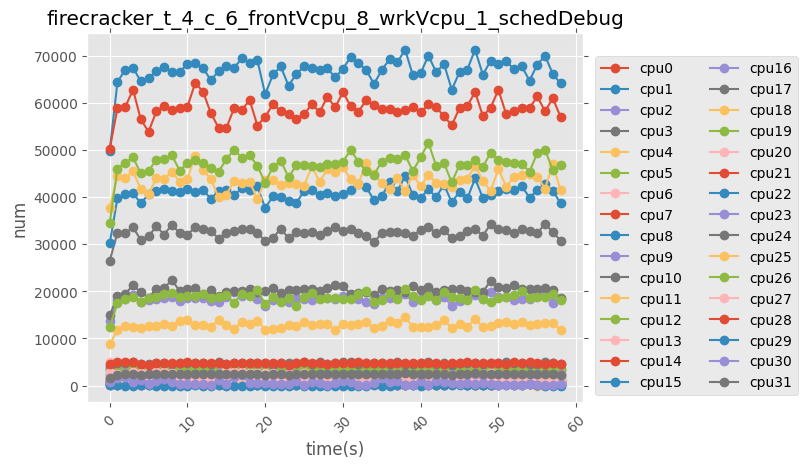 firecracker_t_4_c_6_frontVcpu_8_wrkVcpu_1_schedDebug
70000
60000
50000
40000
30000
20000
10000
0
num
0
10
20
30
40
50
60
time(s)
cpu0
cpu1
cpu2
cpu3
cpu4
cpu5
cpu6
cpu7
cpu8
cpu9
cpu10
cpu11
cpu12
cpu13
cpu14
cpu15
cpu16
cpu17
cpu18
cpu19
cpu20
cpu21
cpu22
cpu23
cpu24
cpu25
cpu26
cpu27
cpu28
cpu29
cpu30
cpu31